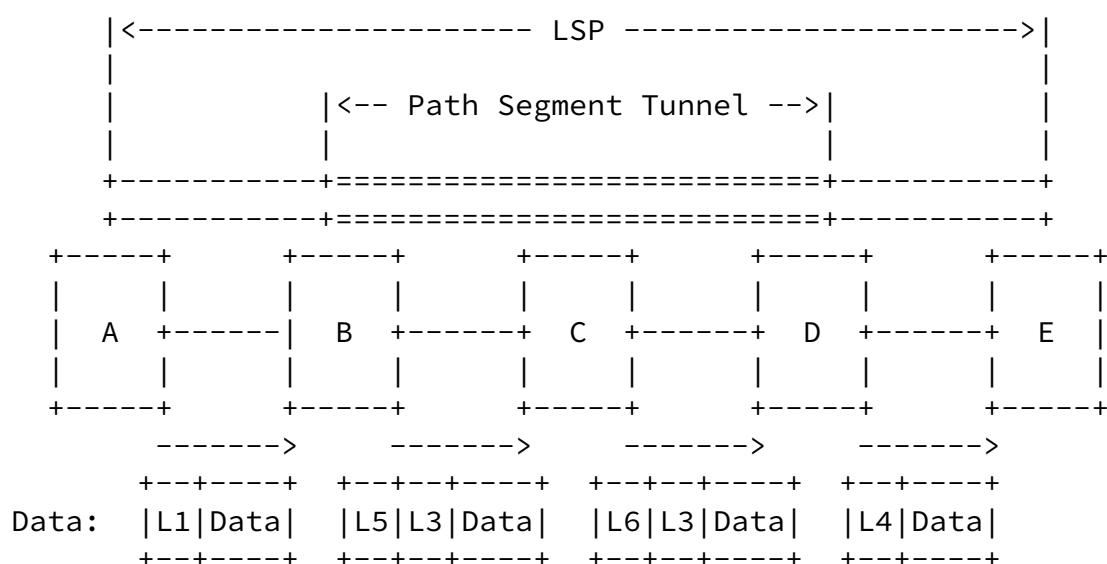 |<---------------------- LSP ---------------------->|
|                                                   |
|           |<-- Path Segment Tunnel -->|           |
|           |                           |           |
+-----------+===========================+-----------+
+-----------+===========================+-----------+
+-----+      +-----+      +-----+      +-----+      +-----+
|     |      |     |      |     |      |     |      |     |
|  A  +------|  B  +------+  C  +------+  D  +------+  E  |
|     |      |     |      |     |      |     |      |     |
+-----+      +-----+      +-----+      +-----+      +-----+
------->     ------->     ------->     ------->
+--+----+  +--+--+----+  +--+--+----+  +--+----+
Data:  |L1|Data|  |L5|L3|Data|  |L6|L3|Data|  |L4|Data|
+--+----+  +--+--+----+  +--+--+----+  +--+----+